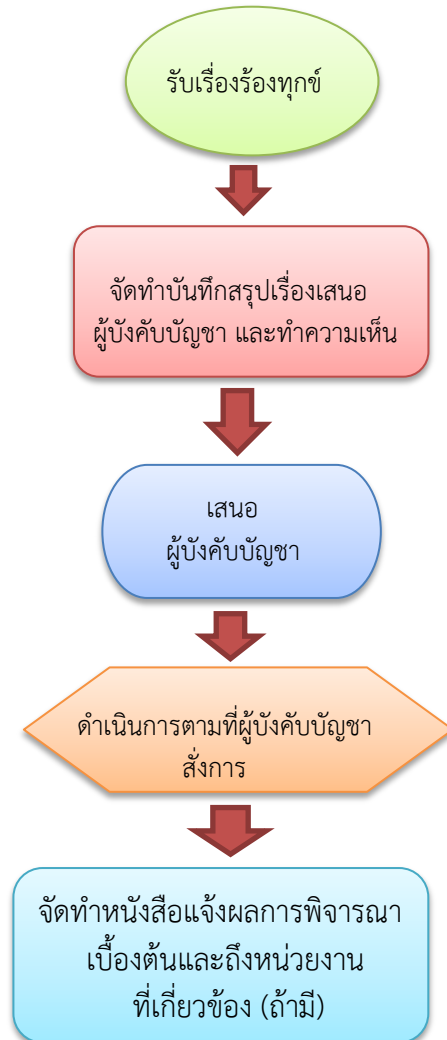 รับเรื่องร้องทุกข์
จัดทำบันทึกสรุปเรื่องเสนอ
ผู้บังคับบัญชา และทำความเห็น
เสนอ
ผู้บังคับบัญชา
ดำเนินการตามที่ผู้บังคับบัญชา
สั่งการ
จัดทำหนังสือแจ้งผลการพิจารณา
เบื้องต้นและถึงหน่วยงาน
ที่เกี่ยวข้อง (ถ้ามี)